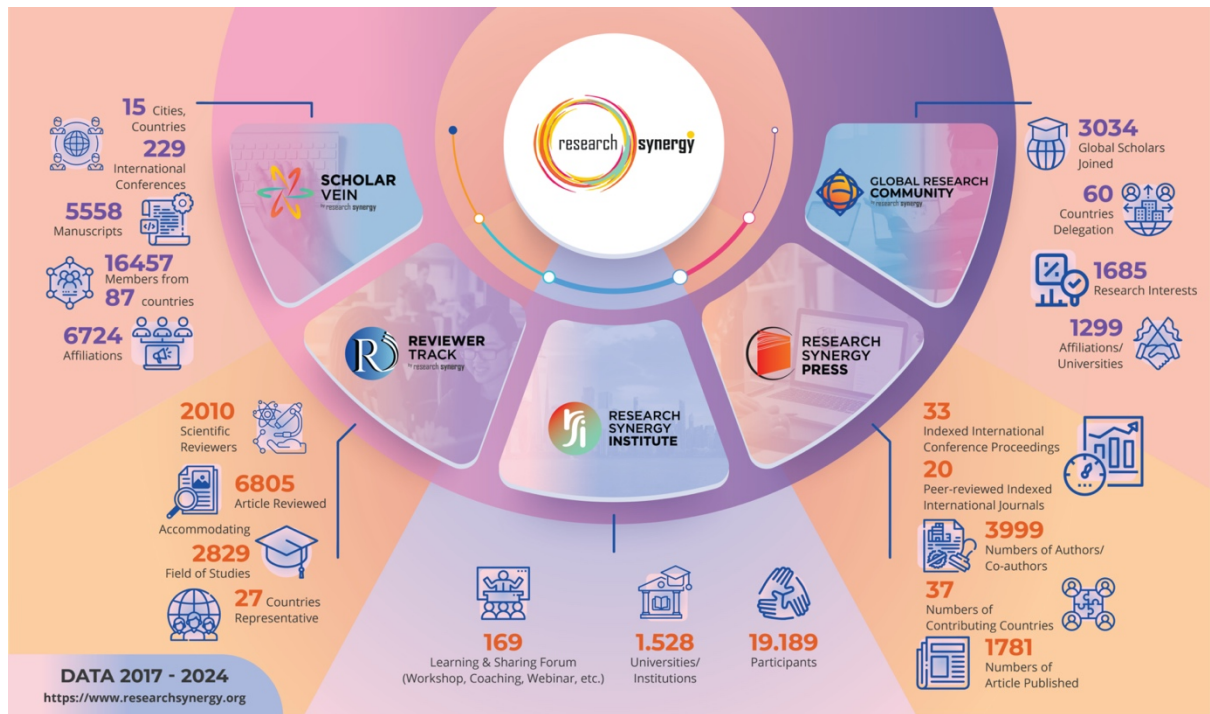 research synergy
15 Cities,
Countries
229
International
Conferences
5558
Manuscripts
16457
Members from
87 countries
6724
Affiliations
SCHOLAR
VEIN
by research synergy
REVIEWER
TRACK
by research synergy
RESEARCH
SYNERGY
INSTITUTE
RESEARCH
SYNERGY
PRESS
GLOBAL RESEARCH
COMMUNITY
by research synergy
3034
Global Scholars
Joined
60
Countries
Delegation
1685
Research Interests
1299
Affiliations/
Universities
2010
Scientific
Reviewers
6805
Article Reviewed
Accommodating
2829
Field of Studies
27 Countries
Representative
169
Learning & Sharing Forum
(Workshop, Coaching, Webinar, etc.)
1.528
Universities/
Institutions
19.189
Participants
33
Indexed International
Conference Proceedings
20
Peer-reviewed Indexed
International Journals
3999
Numbers of Authors/
Co-authors
37
Numbers of
Contributing Countries
1781
Numbers of
Article Published
DATA 2017 - 2024
https://www.researchsynergy.org